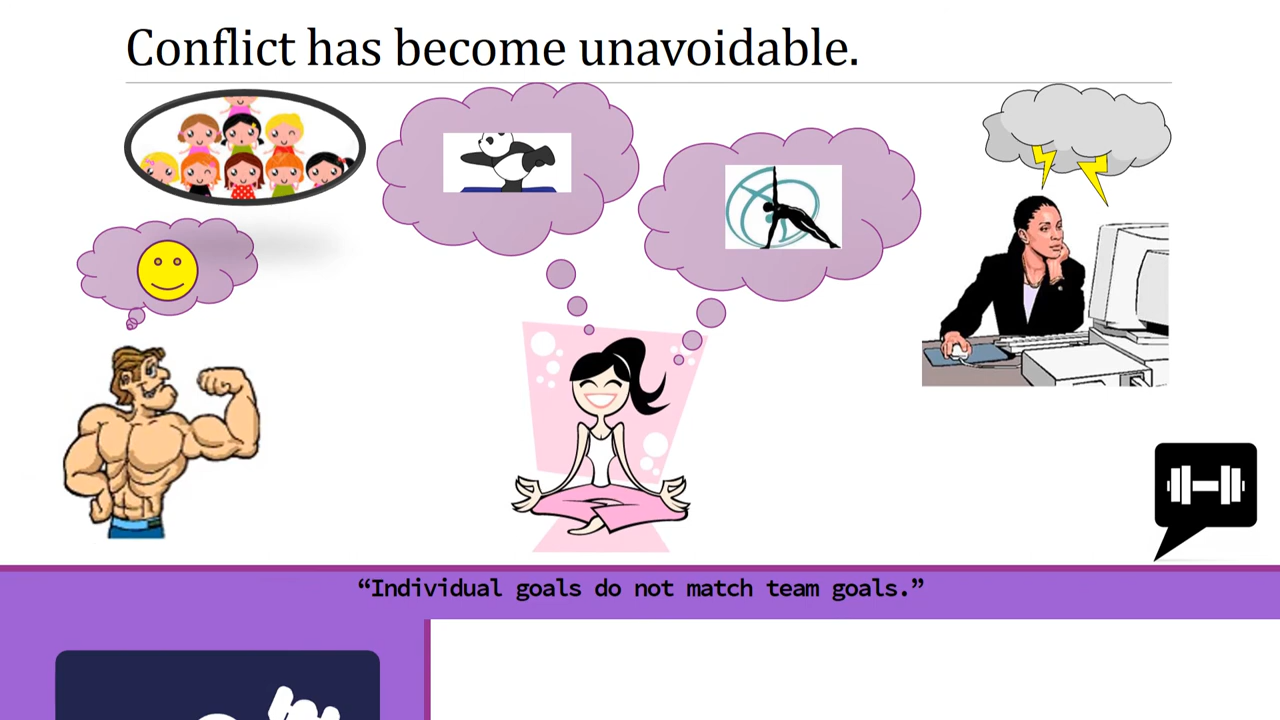 Conflict has become unavoidable.
“Individual goals do not match team goals.”